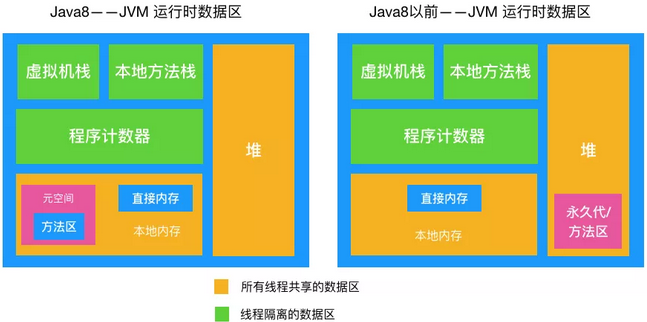 Java8——JVM 运行时数据区
虚拟机栈
本地方法栈
程序计数器
堆
元空间
方法区
直接内存
本地内存
Java8以前——JVM 运行时数据区
虚拟机栈
本地方法栈
程序计数器
堆
直接内存
本地内存
永久代/
方法区
所有线程共享的数据区
线程隔离的数据区